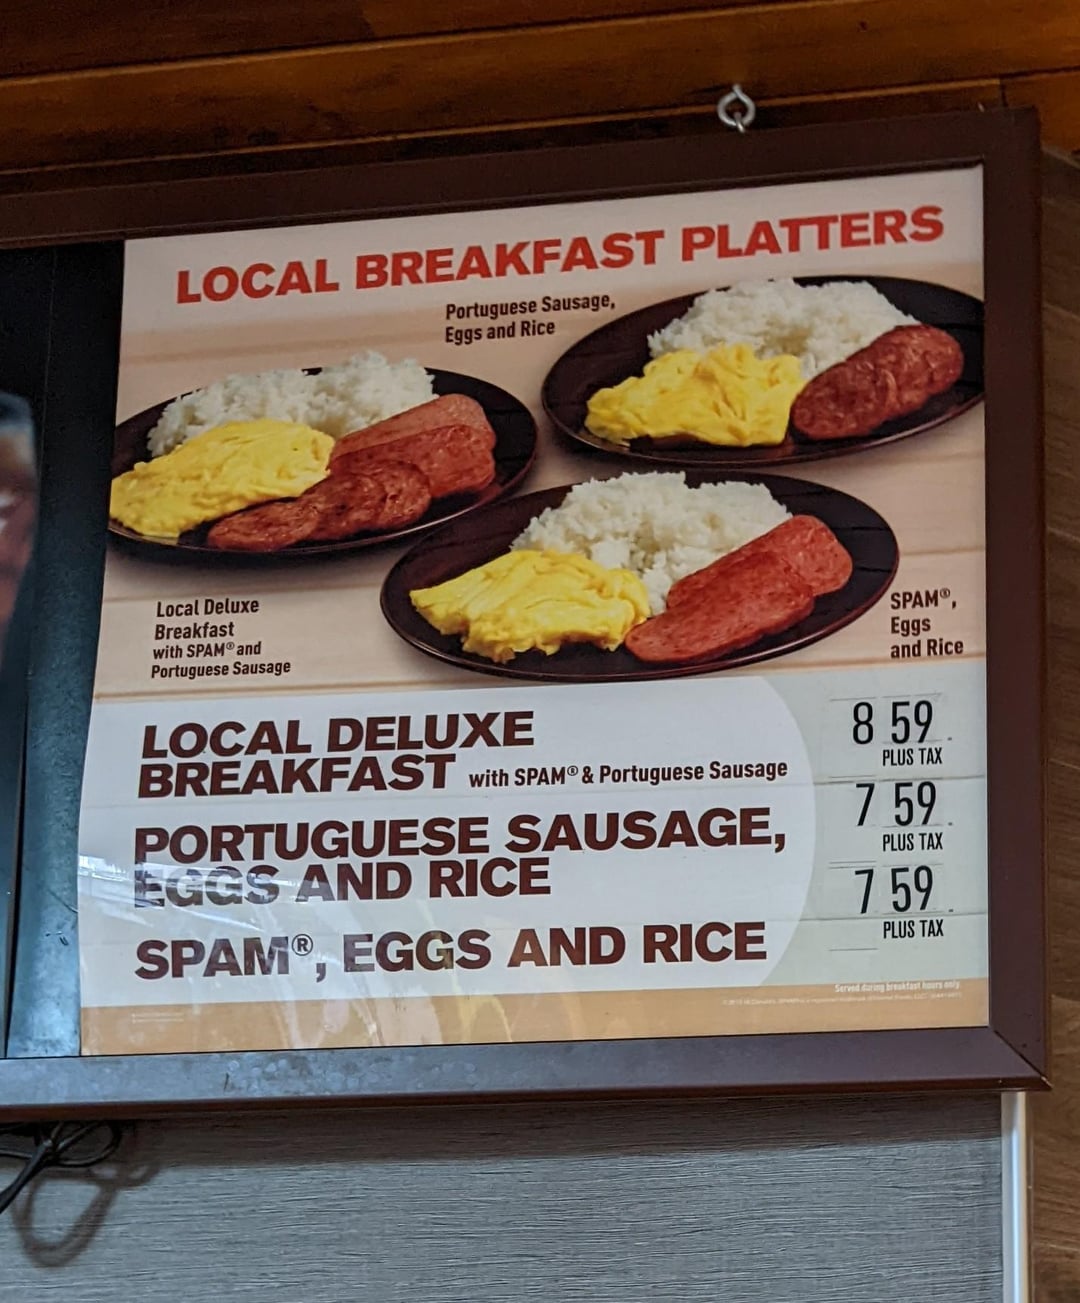 LOCAL BREAKFAST PLATTERS
Portuguese Sausage,
Eggs and Rice
Local Deluxe
Breakfast
with SPAM® and
Portuguese Sausage
SPAM®,
Eggs
and Rice
LOCAL DELUXE
BREAKFAST with SPAM® & Portuguese Sausage
8 59
PLUS TAX
PORTUGUESE SAUSAGE,
EGGS AND RICE
7 59
PLUS TAX
SPAM®, EGGS AND RICE
7 59
PLUS TAX
Served during breakfast hours only.